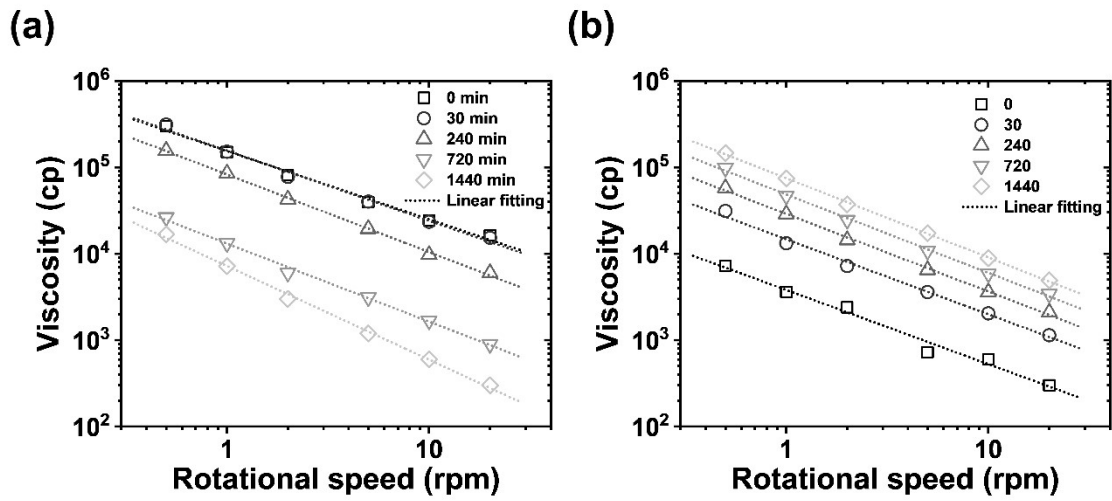 (a)
10⁶
10⁵
10⁴
10³
10²
Viscosity (cp)
0 min
30 min
240 min
720 min
1440 min
Linear fitting
1
10
Rotational speed (rpm)
(b)
10⁶
10⁵
10⁴
10³
10²
Viscosity (cp)
0
30
240
720
1440
Linear fitting
1
10
Rotational speed (rpm)